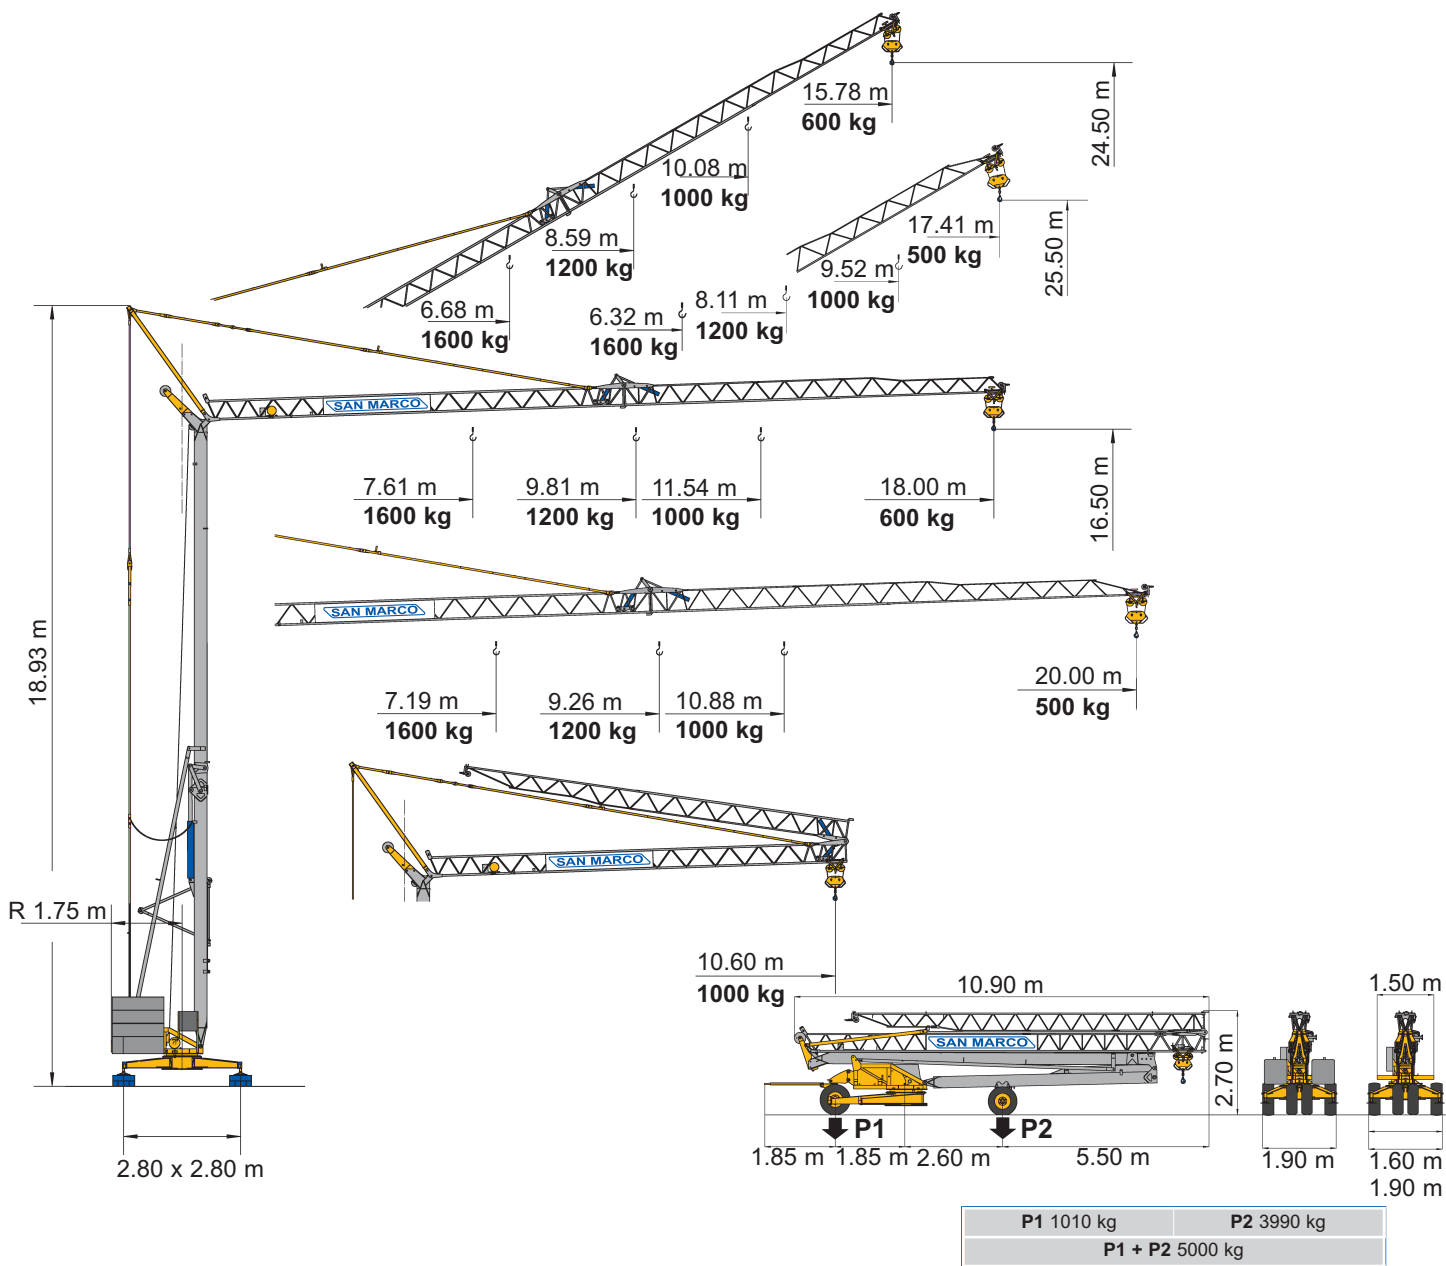 15.78 m
600 kg
24.50 m
10.08 m
1000 kg
8.59 m
1200 kg
6.68 m
1600 kg
17.41 m
500 kg
25.50 m
9.52 m
1000 kg
8.11 m
1200 kg
6.32 m
1600 kg
SAN MARCO
7.61 m
1600 kg
9.81 m
1200 kg
11.54 m
1000 kg
18.00 m
600 kg
16.50 m
18.93 m
SAN MARCO
7.19 m
1600 kg
9.26 m
1200 kg
10.88 m
1000 kg
20.00 m
500 kg
SAN MARCO
R 1.75 m
10.60 m
1000 kg
2.80 x 2.80 m
10.90 m
SAN MARCO
2.70 m
P1
P2
1.85 m
1.85 m
2.60 m
5.50 m
1.90 m
1.50 m
1.60 m
1.90 m
P1 1010 kg
P2 3990 kg
P1 + P2 5000 kg